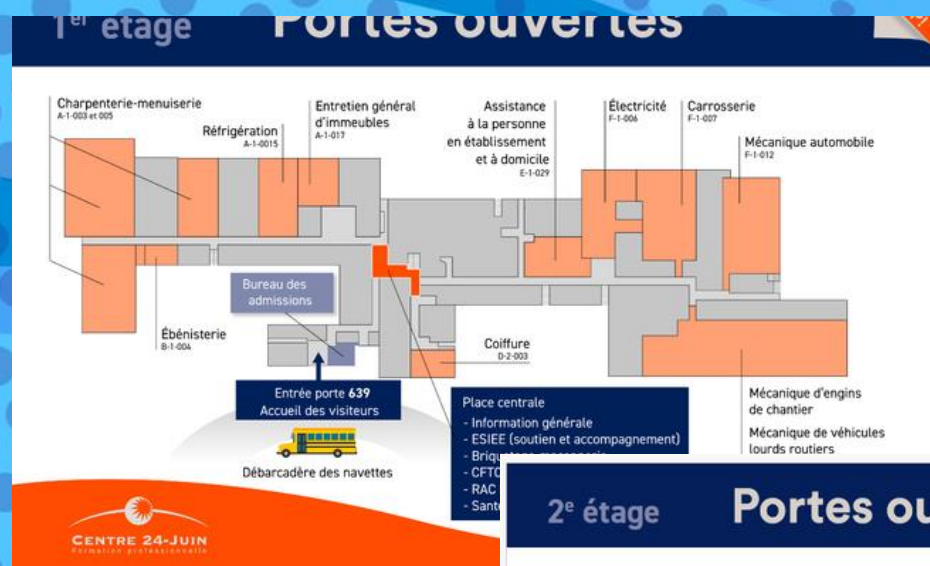 1er étage
Portes ouvertes
Charpenterie-menuiserie
A-1-003 et 005
Réfrigération
A-1-0015
Entretien général
d'immeubles
A-1-017
Assistance
à la personne
en établissement
et à domicile
E-1-029
Électricité
F-1-006
Carrosserie
F-1-007
Mécanique automobile
F-1-012
Bureau des
admissions
Ébénisterie
B-1-004
Coiffure
D-2-003
Entrée porte 639
Accueil des visiteurs
Débarcadère des navettes
Place centrale
- Information générale
- ESIEE (soutien et accompagnement)
- RAC
Mécanique d'engins
de chantier
Mécanique de véhicules
lourds routiers
CENTRE 24-JUIN
Formation professionnelle
2e étage
Portes ou